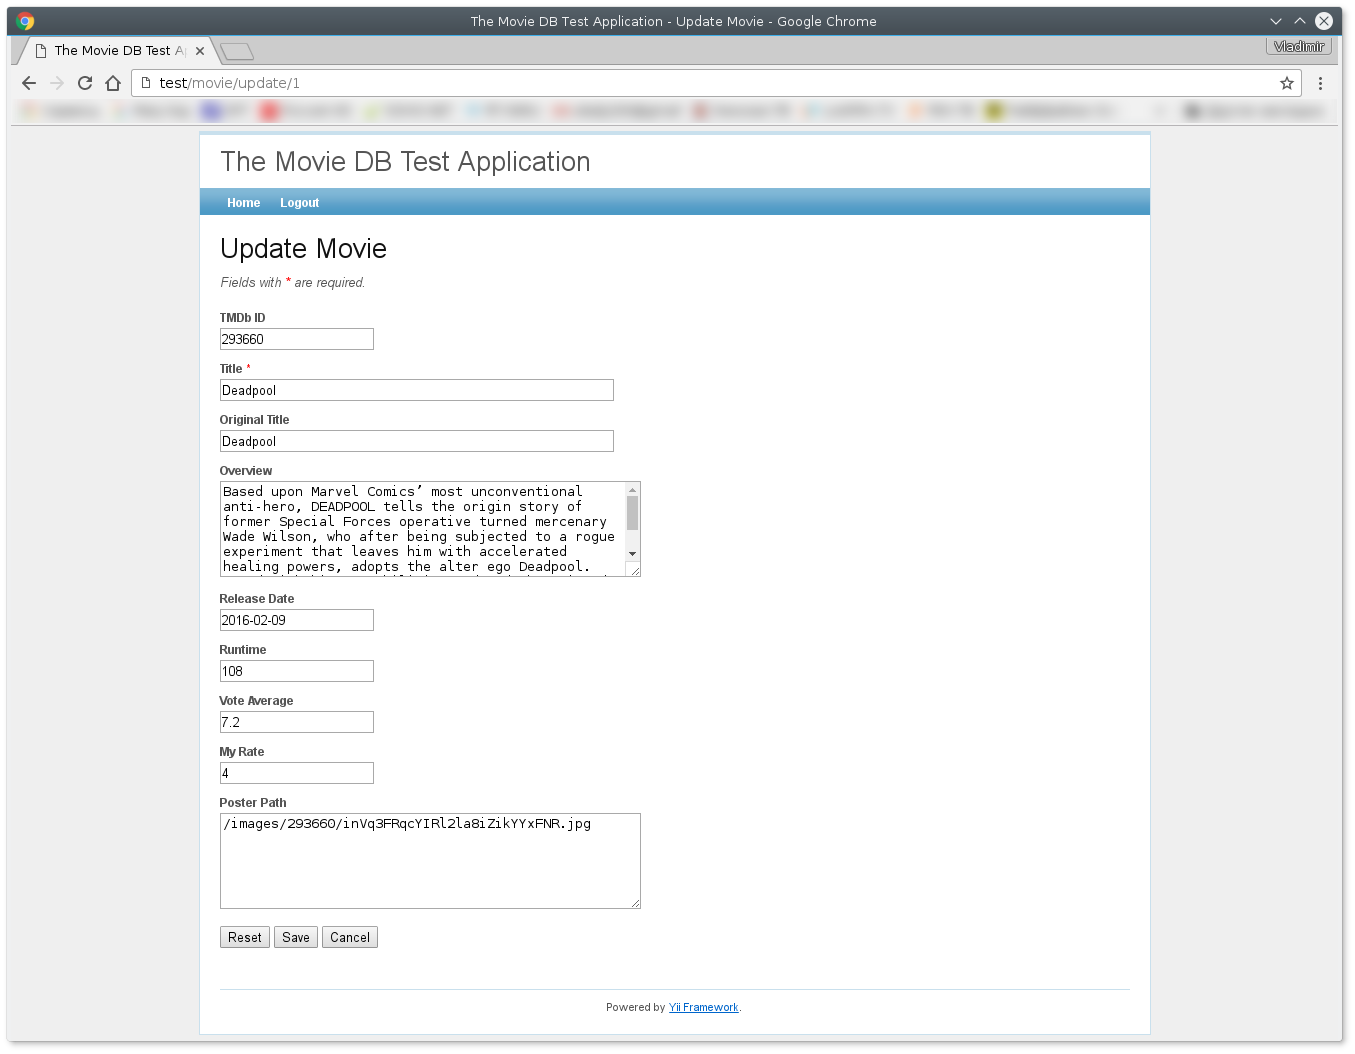 The Movie DB Test Application - Update Movie - Google Chrome
The Movie DB Test A
Vladimir
test/movie/update/1
The Movie DB Test Application
Home Logout
Update Movie
Fields with * are required.
TMDb ID
293660
Title *
Deadpool
Original Title
Deadpool
Overview
Based upon Marvel Comics’ most unconventional
anti-hero, DEADPOOL tells the origin story of
former Special Forces operative turned mercenary
Wade Wilson, who after being subjected to a rogue
experiment that leaves him with accelerated
healing powers, adopts the alter ego Deadpool.
Release Date
2016-02-09
Runtime
108
Vote Average
7.2
My Rate
4
Poster Path
/images/293660/inVq3FRqcYIRl2la8iZikYYxFNR.jpg
Reset Save Cancel
Powered by Yii Framework.